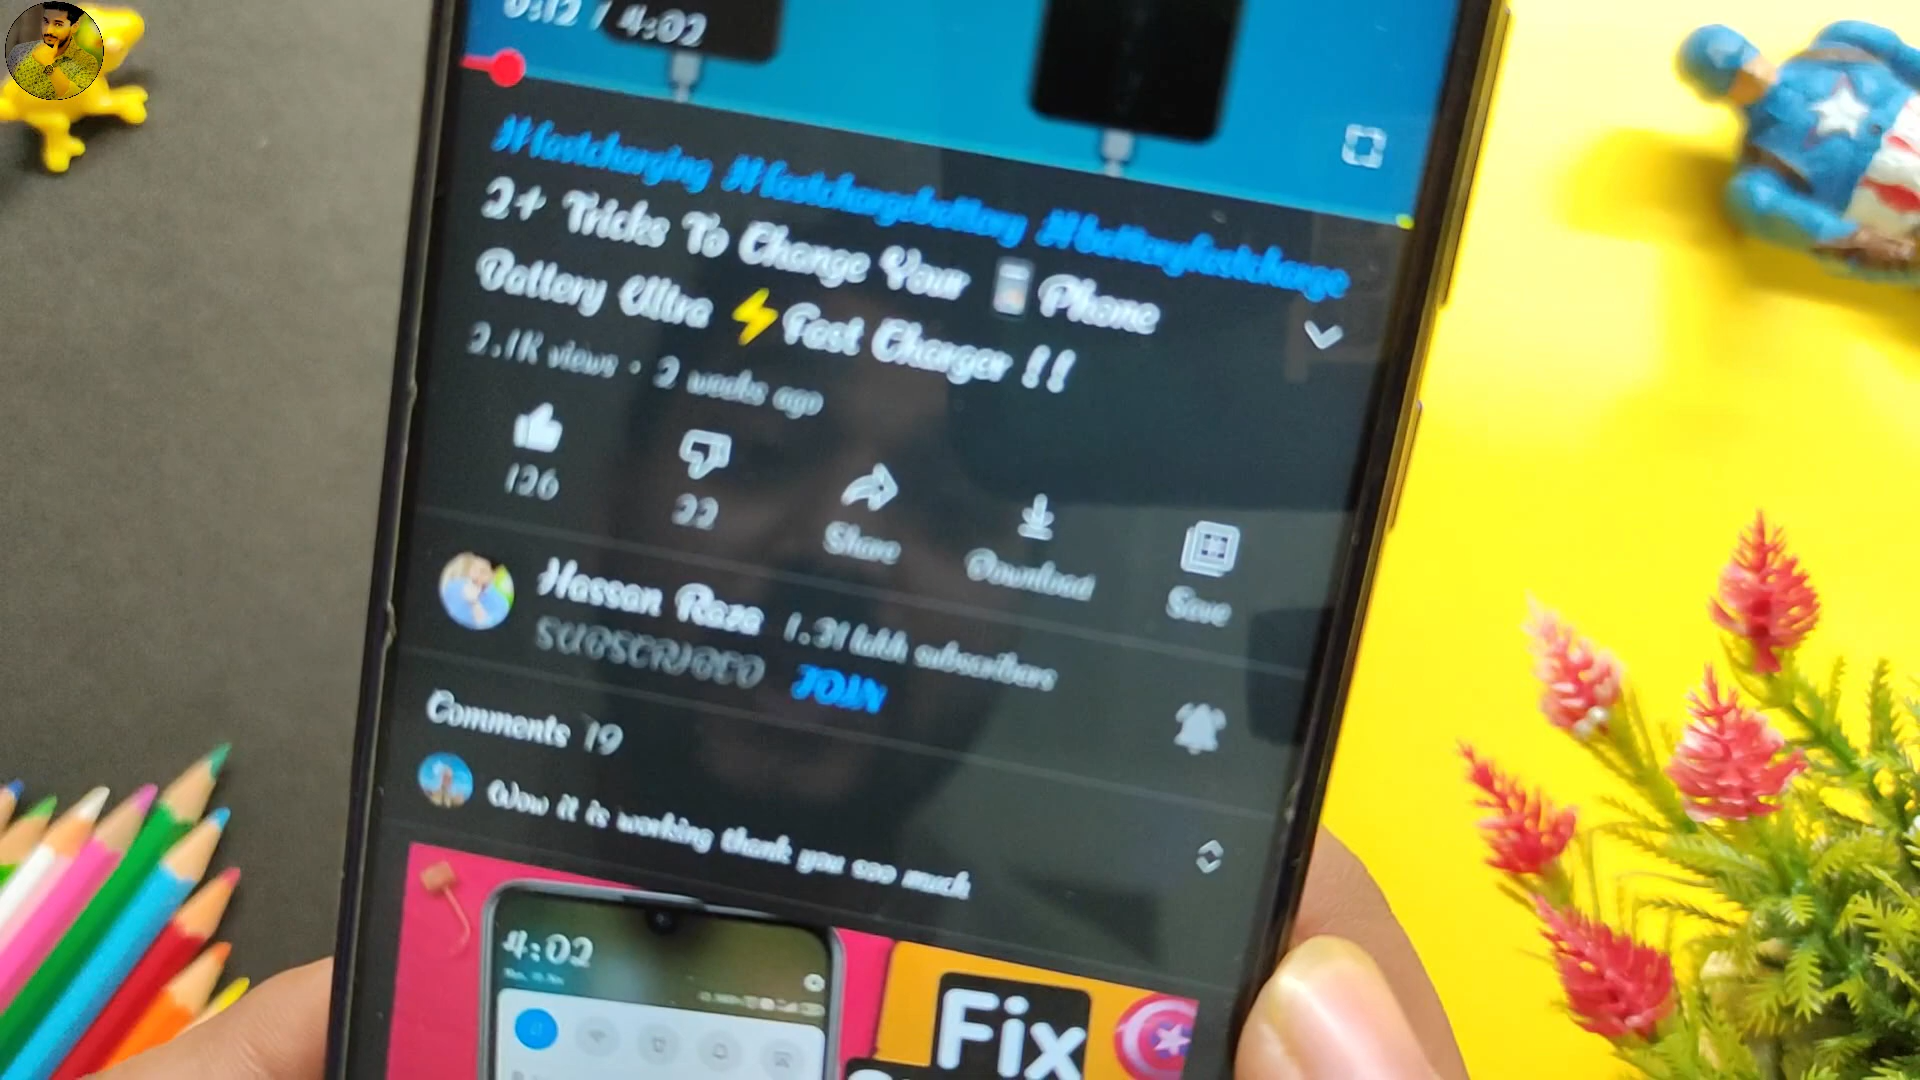 0:12 / 4:02
#fastcharging #fastchargebattery #batteryfastcharge
2+ Tricks To Change Your 📱Phone
Battery Ultra ⚡Fast Charger !!
2.1K views · 2 weeks ago
126
22
Share
Download
Save
Hassan Raza 1.31 lakh subscribers
SUBSCRIBED JOIN
Comments 19
Wow it is working thank you soo much
4:02
Fix